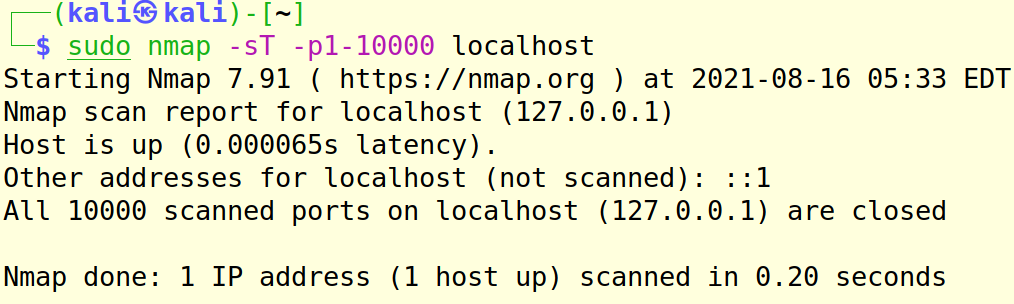 ┌──(kali㉿kali)-[~]
└─$ sudo nmap -sT -p1-10000 localhost
Starting Nmap 7.91 ( https://nmap.org ) at 2021-08-16 05:33 EDT
Nmap scan report for localhost (127.0.0.1)
Host is up (0.000065s latency).
Other addresses for localhost (not scanned): ::1
All 10000 scanned ports on localhost (127.0.0.1) are closed
Nmap done: 1 IP address (1 host up) scanned in 0.20 seconds